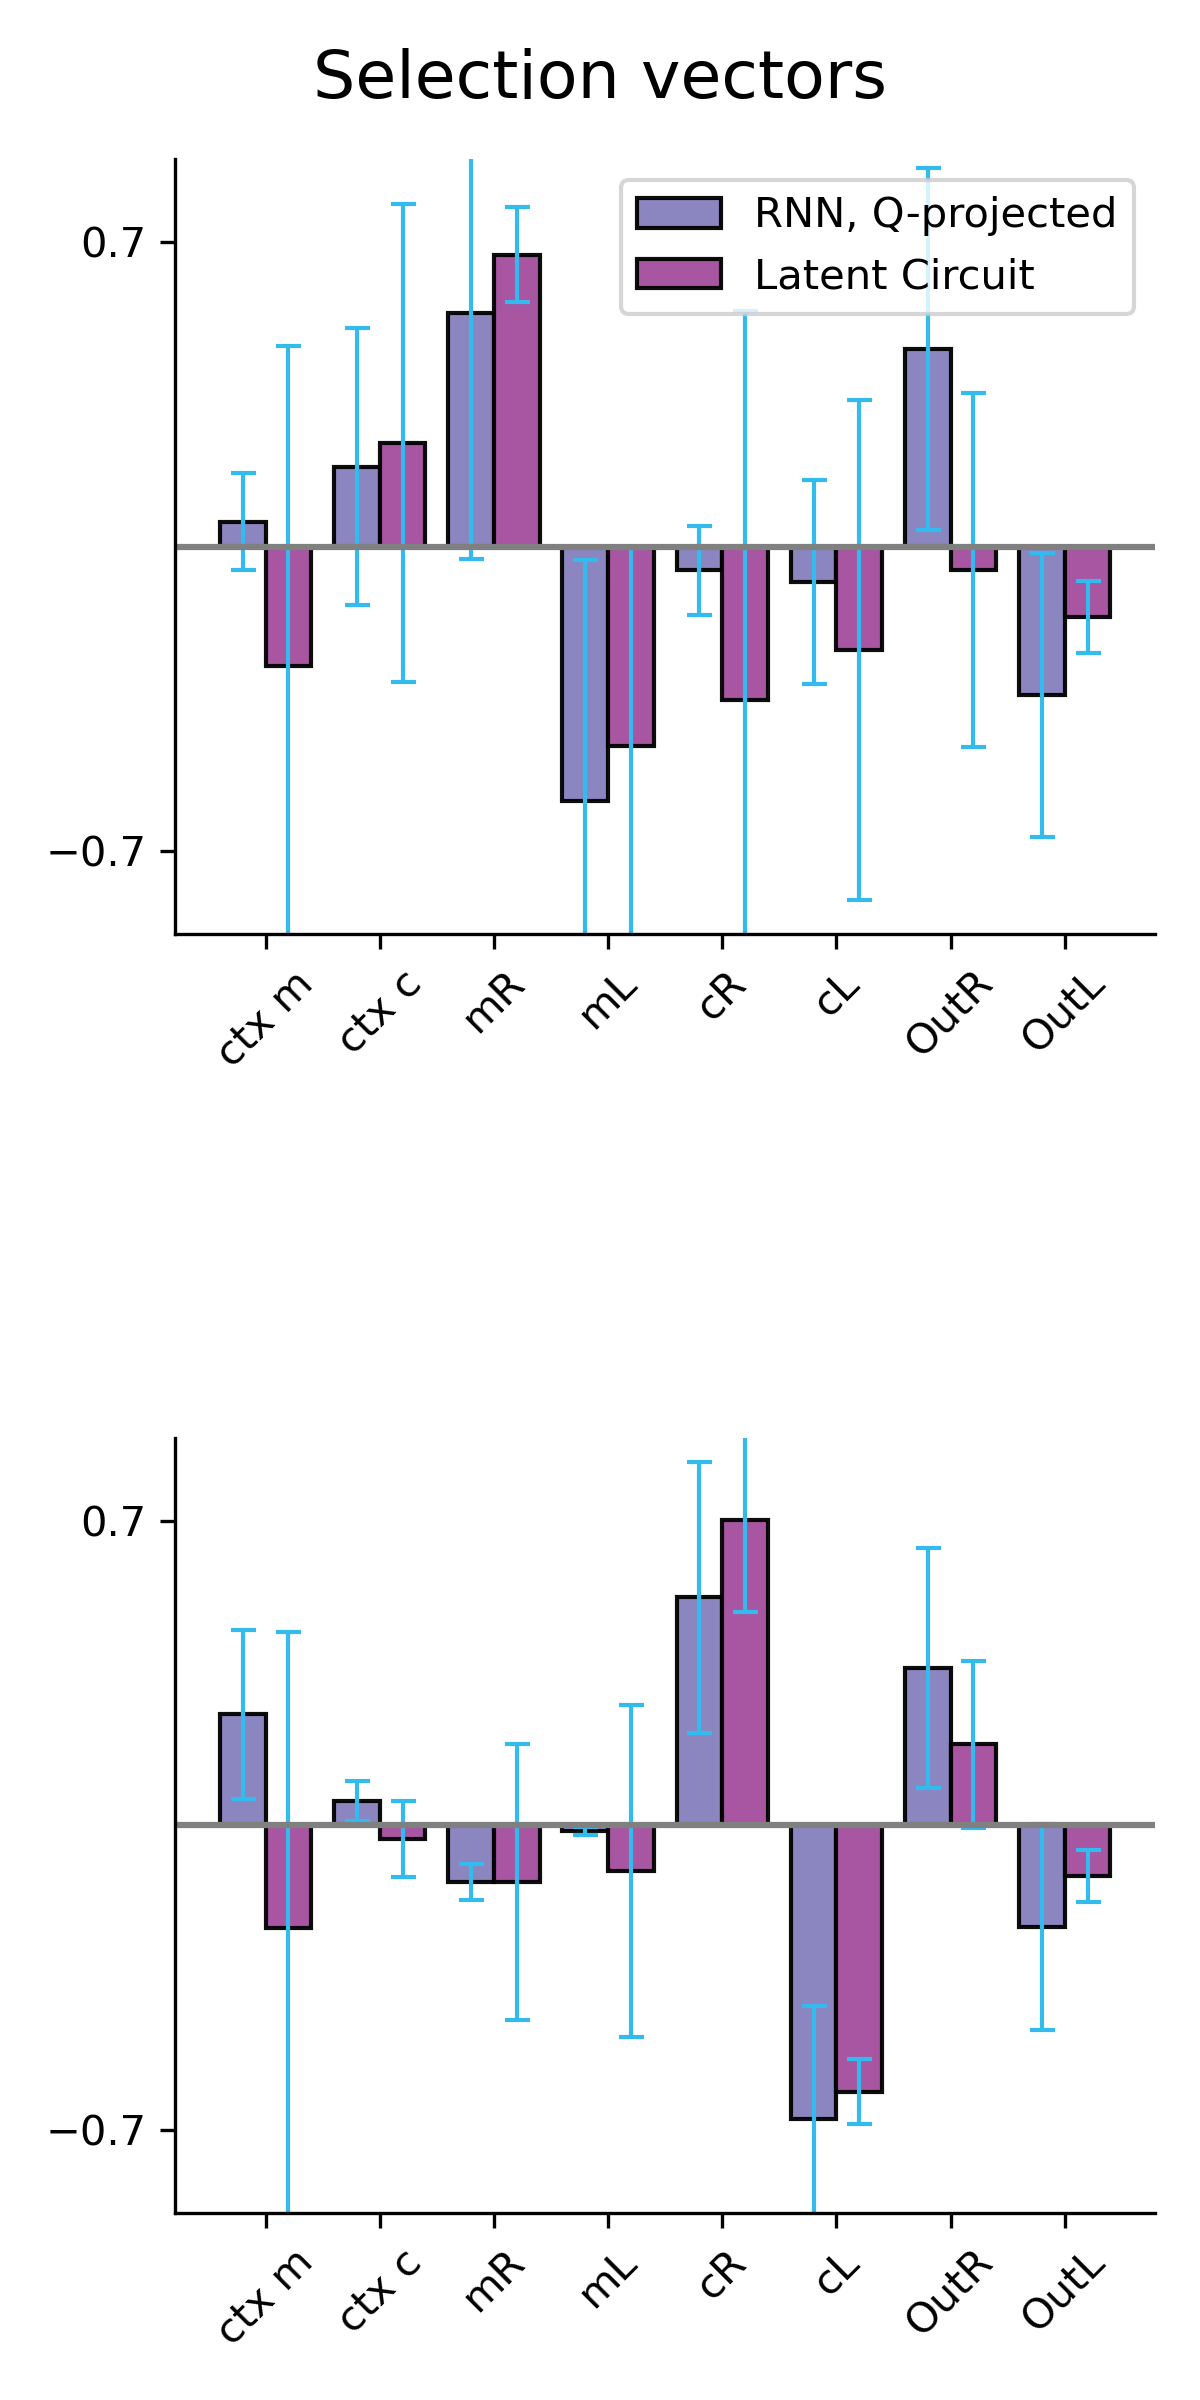 Selection vectors
0.7
RNN, Q-projected
Latent Circuit
−0.7
ctx m
ctx c
mR
mL
cR
cL
OutR
OutL
0.7
−0.7
ctx m
ctx c
mR
mL
cR
cL
OutR
OutL